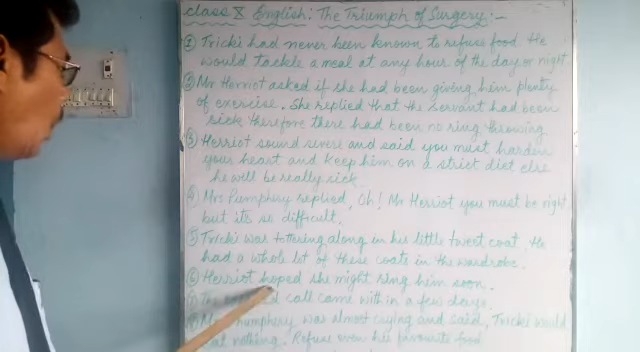 class X English: The Triumph of Surgery:-
① Tricki had never been known to refuse food. He
would tackle a meal at any hour of the day or night
② Mr Herriot asked if she had been giving him plenty
of exercise. She replied that the servant had been
sick therefore there had been no ring throwing
③ Herriot sound severe and said you must harden
your heart and keep him on a strict diet else
he will be really sick
④ Mrs Pumphery replied, Oh! Mr Herriot you must be right
but its so difficult.
⑤ Tricki was tottering along in his little tweet coat. He
had a whole lot of these coats in the wardrobe.
⑥ Herriot hoped she might ring him soon.
The call came with in a few days
Mrs Pumphery was almost crying and said, Tricki would
eat nothing. Refuse even his favourite food